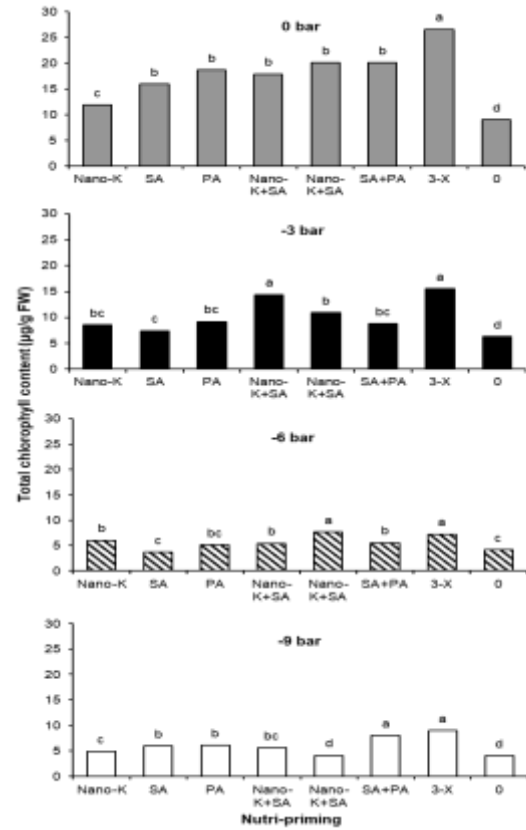 0 bar
30
25
20
15
10
5
0
c
b
b
b
b
b
a
d
Nano-K SA PA Nano-K+SA Nano-K+SA SA+PA 3-X 0
-3 bar
30
25
20
15
10
5
0
bc
c
bc
a
b
bc
a
d
Nano-K SA PA Nano-K+SA Nano-K+SA SA+PA 3-X 0
Total chlorophyll content (µg/g FW)
-6 bar
30
25
20
15
10
5
0
b
c
bc
b
a
b
a
c
Nano-K SA PA Nano-K+SA Nano-K+SA SA+PA 3-X 0
-9 bar
30
25
20
15
10
5
0
c
b
b
bc
d
a
a
d
Nano-K SA PA Nano-K+SA Nano-K+SA SA+PA 3-X 0
Nutri-priming